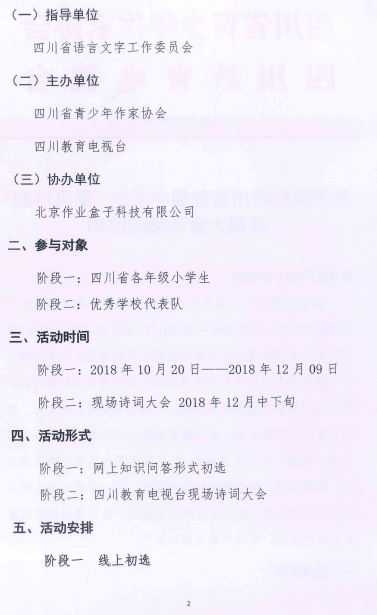 （一）指导单位
四川省语言文字工作委员会
（二）主办单位
四川省青少年作家协会
四川教育电视台
（三）协办单位
北京作业盒子科技有限公司
二、参与对象
阶段一：四川省各年级小学生
阶段二：优秀学校代表队
三、活动时间
阶段一：2018 年 10 月 20 日——2018 年 12 月 09 日
阶段二：现场诗词大会 2018 年 12 月中下旬
四、活动形式
阶段一：网上知识问答形式初选
阶段二：四川教育电视台现场诗词大会
五、活动安排
阶段一 线上初选
2